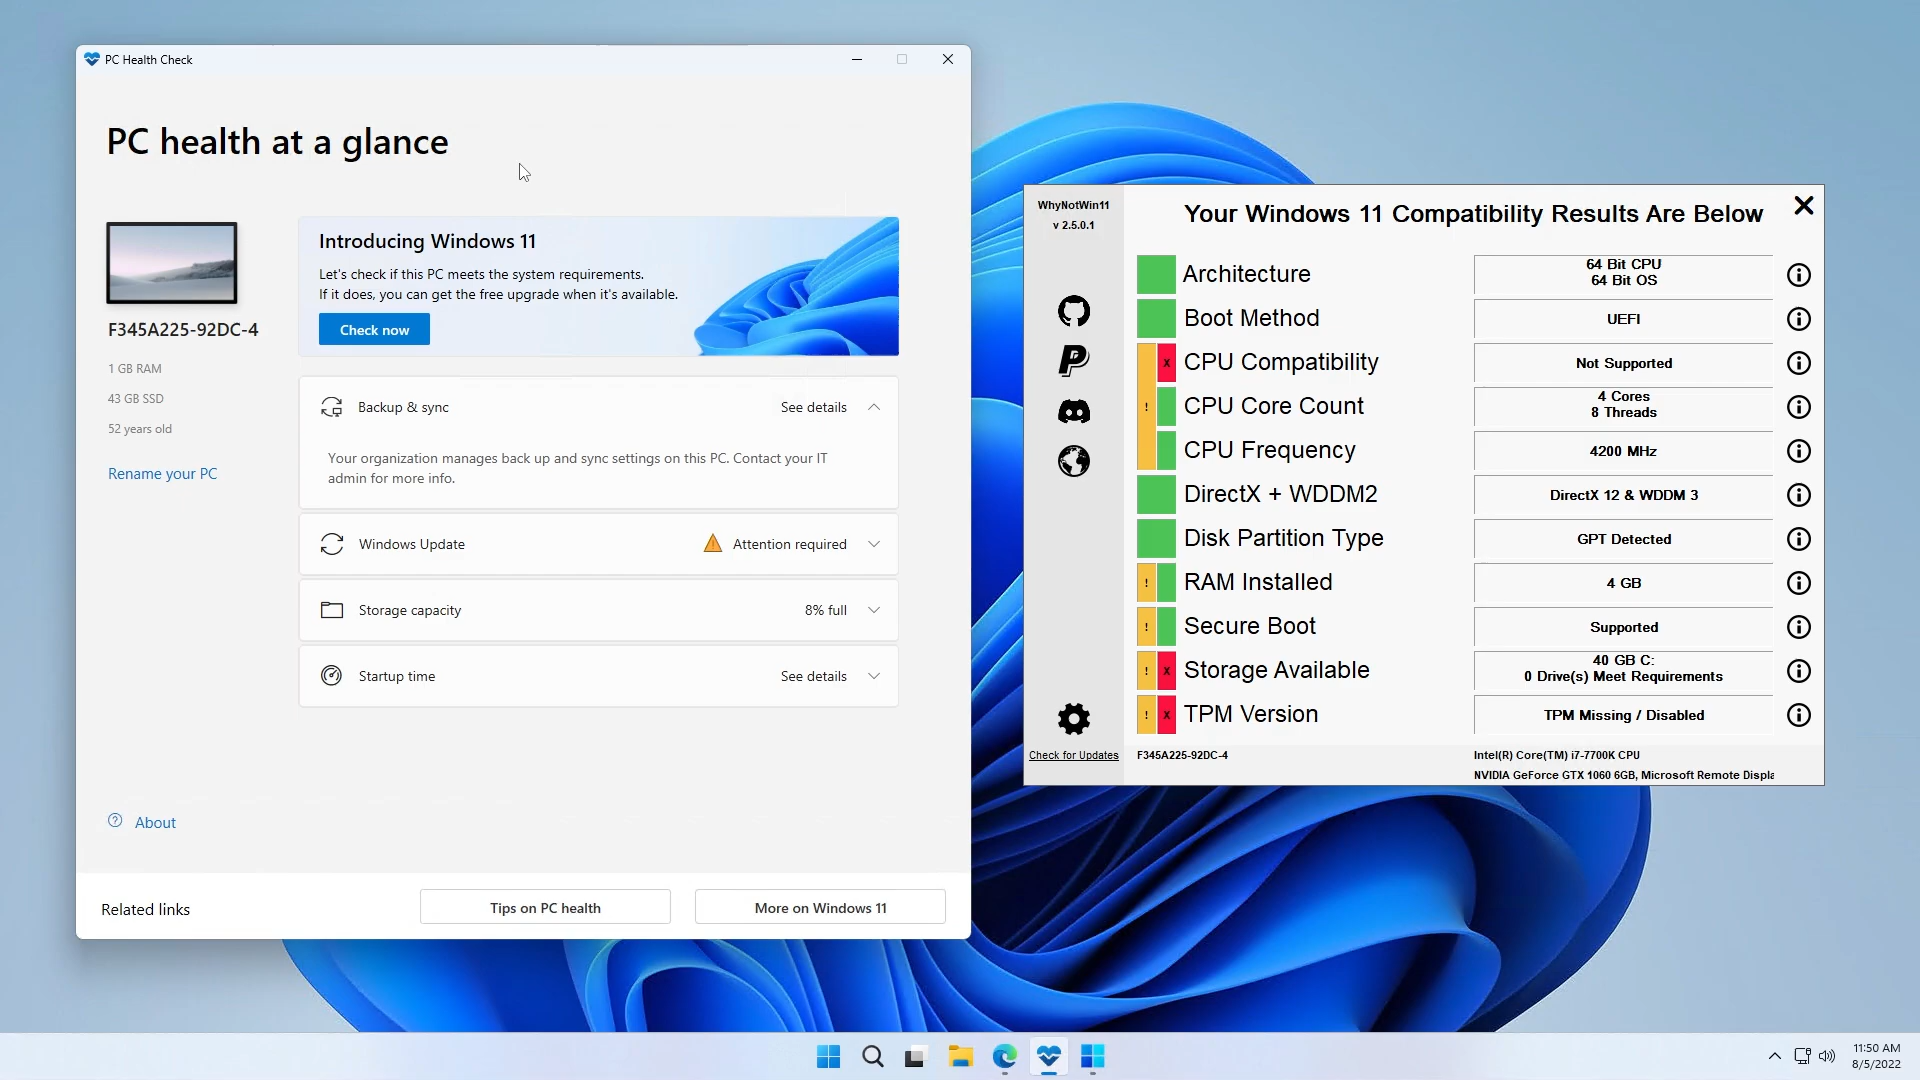 PC Health Check
PC health at a glance
F345A225-92DC-4
1 GB RAM
43 GB SSD
52 years old
Rename your PC
Introducing Windows 11
Let's check if this PC meets the system requirements.
If it does, you can get the free upgrade when it's available.
Check now
Backup & sync
See details
Your organization manages back up and sync settings on this PC. Contact your IT
admin for more info.
Windows Update
Attention required
Storage capacity
8% full
Startup time
See details
About
Related links
Tips on PC health
More on Windows 11
WhyNotWin11
v 2.5.0.1
Check for Updates
Your Windows 11 Compatibility Results Are Below
Architecture
64 Bit CPU
64 Bit OS
Boot Method
UEFI
X
CPU Compatibility
Not Supported
!
CPU Core Count
4 Cores
8 Threads
CPU Frequency
4200 MHz
DirectX + WDDM2
DirectX 12 & WDDM 3
Disk Partition Type
GPT Detected
!
RAM Installed
4 GB
!
Secure Boot
Supported
! X
Storage Available
40 GB C:
0 Drive(s) Meet Requirements
! X
TPM Version
TPM Missing / Disabled
F345A225-92DC-4
Intel(R) Core(TM) i7-7700K CPU
NVIDIA GeForce GTX 1060 6GB, Microsoft Remote Displa
11:50 AM
8/5/2022